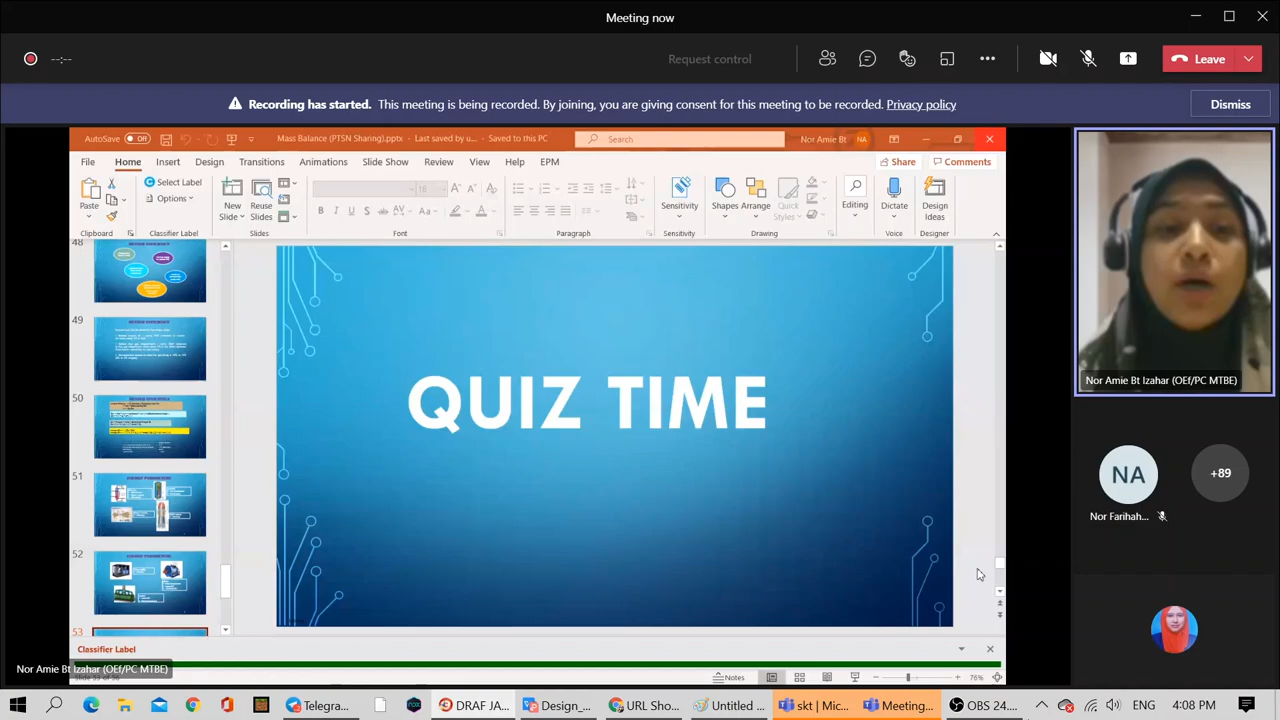 Meeting now
--:--
Request control
Leave
Recording has started. This meeting is being recorded. By joining, you are giving consent for this meeting to be recorded. Privacy policy
Dismiss
AutoSave Off
Mass Balance (PTSN Sharing).pptx - Last saved by u... - Saved to this PC
Search
Nor Amie Bt NA
File Home Insert Design Transitions Animations Slide Show Review View Help EPM
Share Comments
Paste
Select Label
Options
New Slide
Reuse Slides
18
Sensitivity
Shapes Arrange Quick Styles
Editing
Dictate
Design Ideas
Clipboard Classifier Label Slides Font Paragraph Sensitivity Drawing Voice Designer
48
49
50
51
52
53
QUIZ TIME
Nor Amie Bt Izahar (OEf/PC MTBE)
NA
+89
Nor Farihah...
Classifier Label
Nor Amie Bt Izahar (OEf/PC MTBE)
Notes
76%
Telegra...
DRAF JA...
Design_...
URL Sho...
Untitled ...
skt | Mic...
Meeting...
OBS 24....
4:08 PM